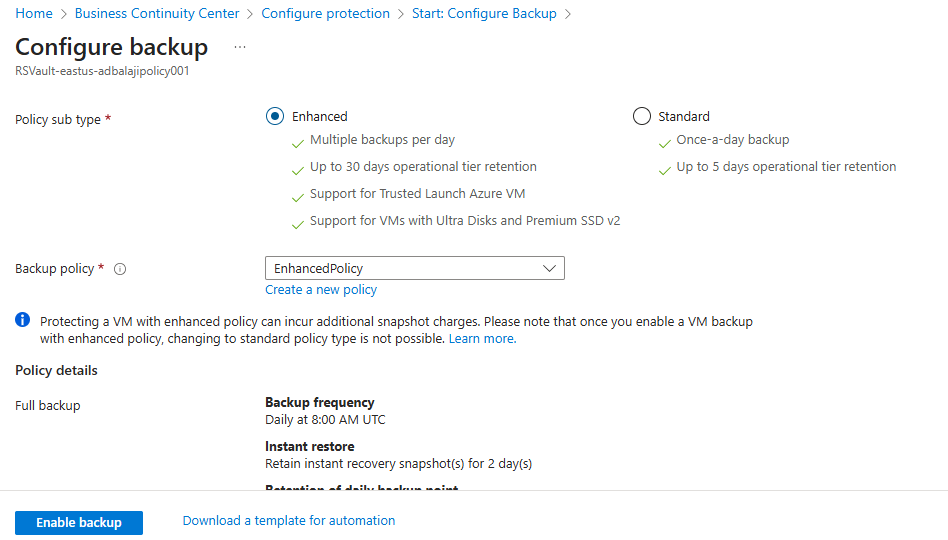 Home > Business Continuity Center > Configure protection > Start: Configure Backup >
Configure backup ...
RSVault-eastus-adbalajipolicy001
Policy sub type *
Enhanced
Multiple backups per day
Up to 30 days operational tier retention
Support for Trusted Launch Azure VM
Support for VMs with Ultra Disks and Premium SSD v2
Standard
Once-a-day backup
Up to 5 days operational tier retention
Backup policy *
EnhancedPolicy
Create a new policy
Protecting a VM with enhanced policy can incur additional snapshot charges. Please note that once you enable a VM backup
with enhanced policy, changing to standard policy type is not possible. Learn more.
Policy details
Full backup
Backup frequency
Daily at 8:00 AM UTC
Instant restore
Retain instant recovery snapshot(s) for 2 day(s)
Retention of daily backup point
Enable backup
Download a template for automation